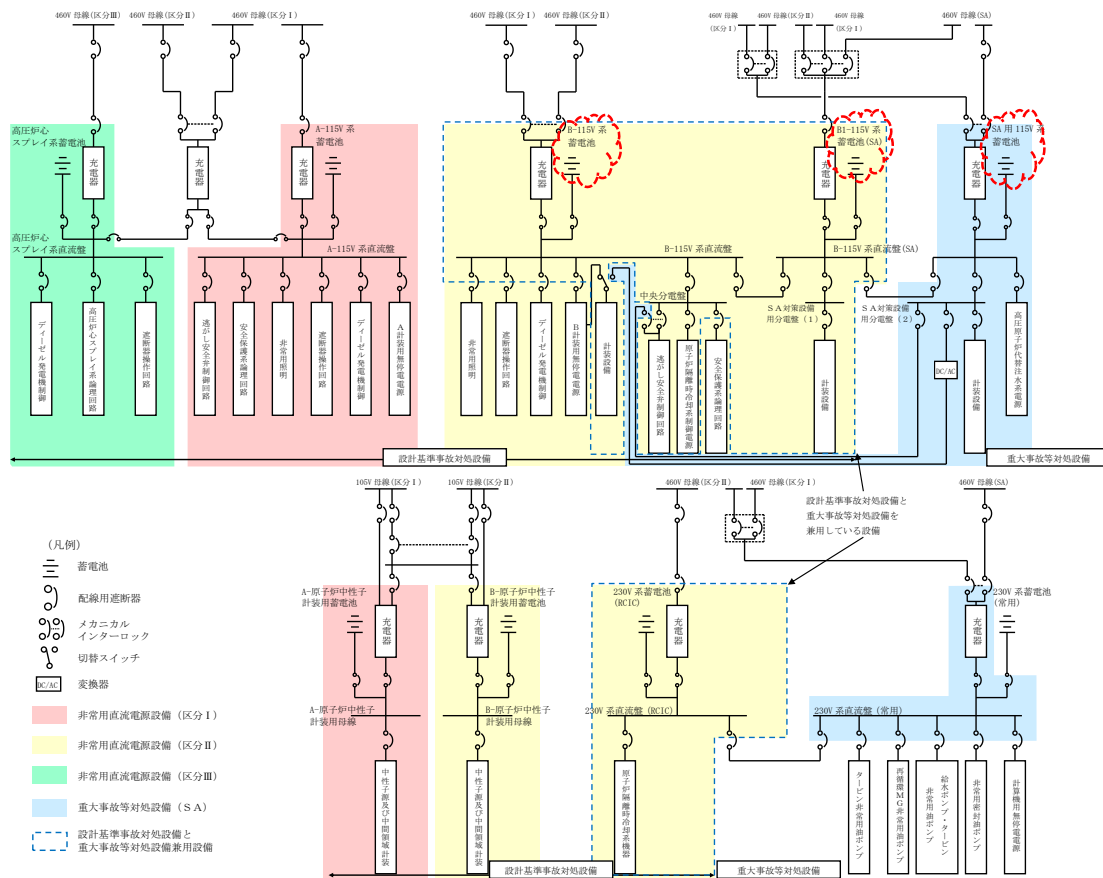 460V 母線(区分Ⅲ)
460V 母線(区分Ⅱ)
460V 母線(区分Ⅰ)
460V 母線(区分Ⅰ)
460V 母線(区分Ⅱ)
460V 母線
(区分Ⅰ)
460V 母線(区分Ⅱ)
460V 母線
(区分Ⅰ)
460V 母線(SA)
高圧炉心
スプレイ系蓄電池
充電器
充電器
A-115V 系
蓄電池
充電器
B-115V 系
蓄電池
充電器
B1-115V 系
蓄電池(SA)
充電器
SA 用 115V 系
蓄電池
充電器
高圧炉心
スプレイ系直流盤
A-115V 系直流盤
B-115V 系直流盤
B-115V 系直流盤(SA)
中央分電盤
SA対策設備
用分電盤(1)
SA対策設備
用分電盤(2)
ディーゼル発電機制御
高圧炉心スプレイ系論理回路
遮断器操作回路
逃がし安全弁制御回路
安全保護系論理回路
非常用照明
遮断器操作回路
ディーゼル発電機制御
A計装用無停電電源
非常用照明
遮断器操作回路
ディーゼル発電機制御
B計装用無停電電源
計装設備
逃がし安全弁制御回路
原子炉隔離時冷却系制御電源
安全保護系論理回路
計装設備
DC/AC
計装設備
高圧原子炉代替注水系電源
設計基準事故対処設備
重大事故等対処設備
105V 母線(区分Ⅰ)
105V 母線(区分Ⅱ)
460V 母線(区分Ⅱ)
460V 母線(区分Ⅰ)
460V 母線(SA)
設計基準事故対処設備と
重大事故等対処設備を
兼用している設備
A-原子炉中性子
計装用蓄電池
充電器
B-原子炉中性子
計装用蓄電池
充電器
230V 系蓄電池
(RCIC)
充電器
230V 系蓄電池
(常用)
充電器
A-原子炉中性子
計装用母線
B-原子炉中性子
計装用母線
230V 系直流盤(RCIC)
230V 系直流盤(常用)
中性子源及び中間領域計装
中性子源及び中間領域計装
原子炉隔離時冷却系機器
タービン非常用油ポンプ
再循環MG非常用油ポンプ
給水ポンプ・タービン
非常用油ポンプ
非常用密封油ポンプ
計算機用無停電電源
設計基準事故対処設備
重大事故等対処設備
(凡例)
蓄電池
配線用遮断器
メカニカル
インターロック
切替スイッチ
DC/AC
変換器
非常用直流電源設備(区分Ⅰ)
非常用直流電源設備(区分Ⅱ)
非常用直流電源設備(区分Ⅲ)
重大事故等対処設備(SA)
設計基準事故対処設備と
重大事故等対処設備兼用設備